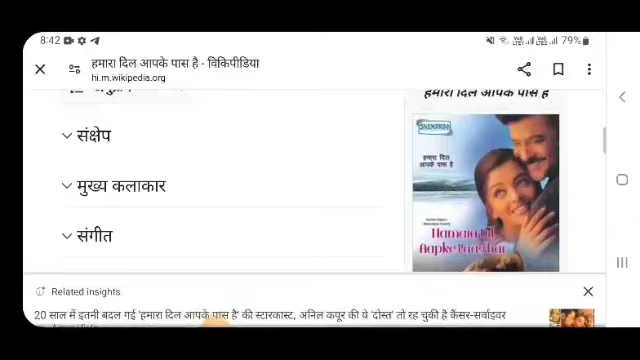 8:42 79%
हमारा दिल आपके पास है - विकिपीडिया
hi.m.wikipedia.org
हमारा दिल आपके पास है
संक्षेप
SHEMAROO
हमारा दिल
आपके पास है
मुख्य कलाकार
संगीत
Hamara Dil
Aapke Paas Hai
Related insights
20 साल में इतनी बदल गई 'हमारा दिल आपके पास है' की स्टारकास्ट, अनिल कपूर की ये 'दोस्त' तो रह चुकी है कैंसर-सर्वाइवर